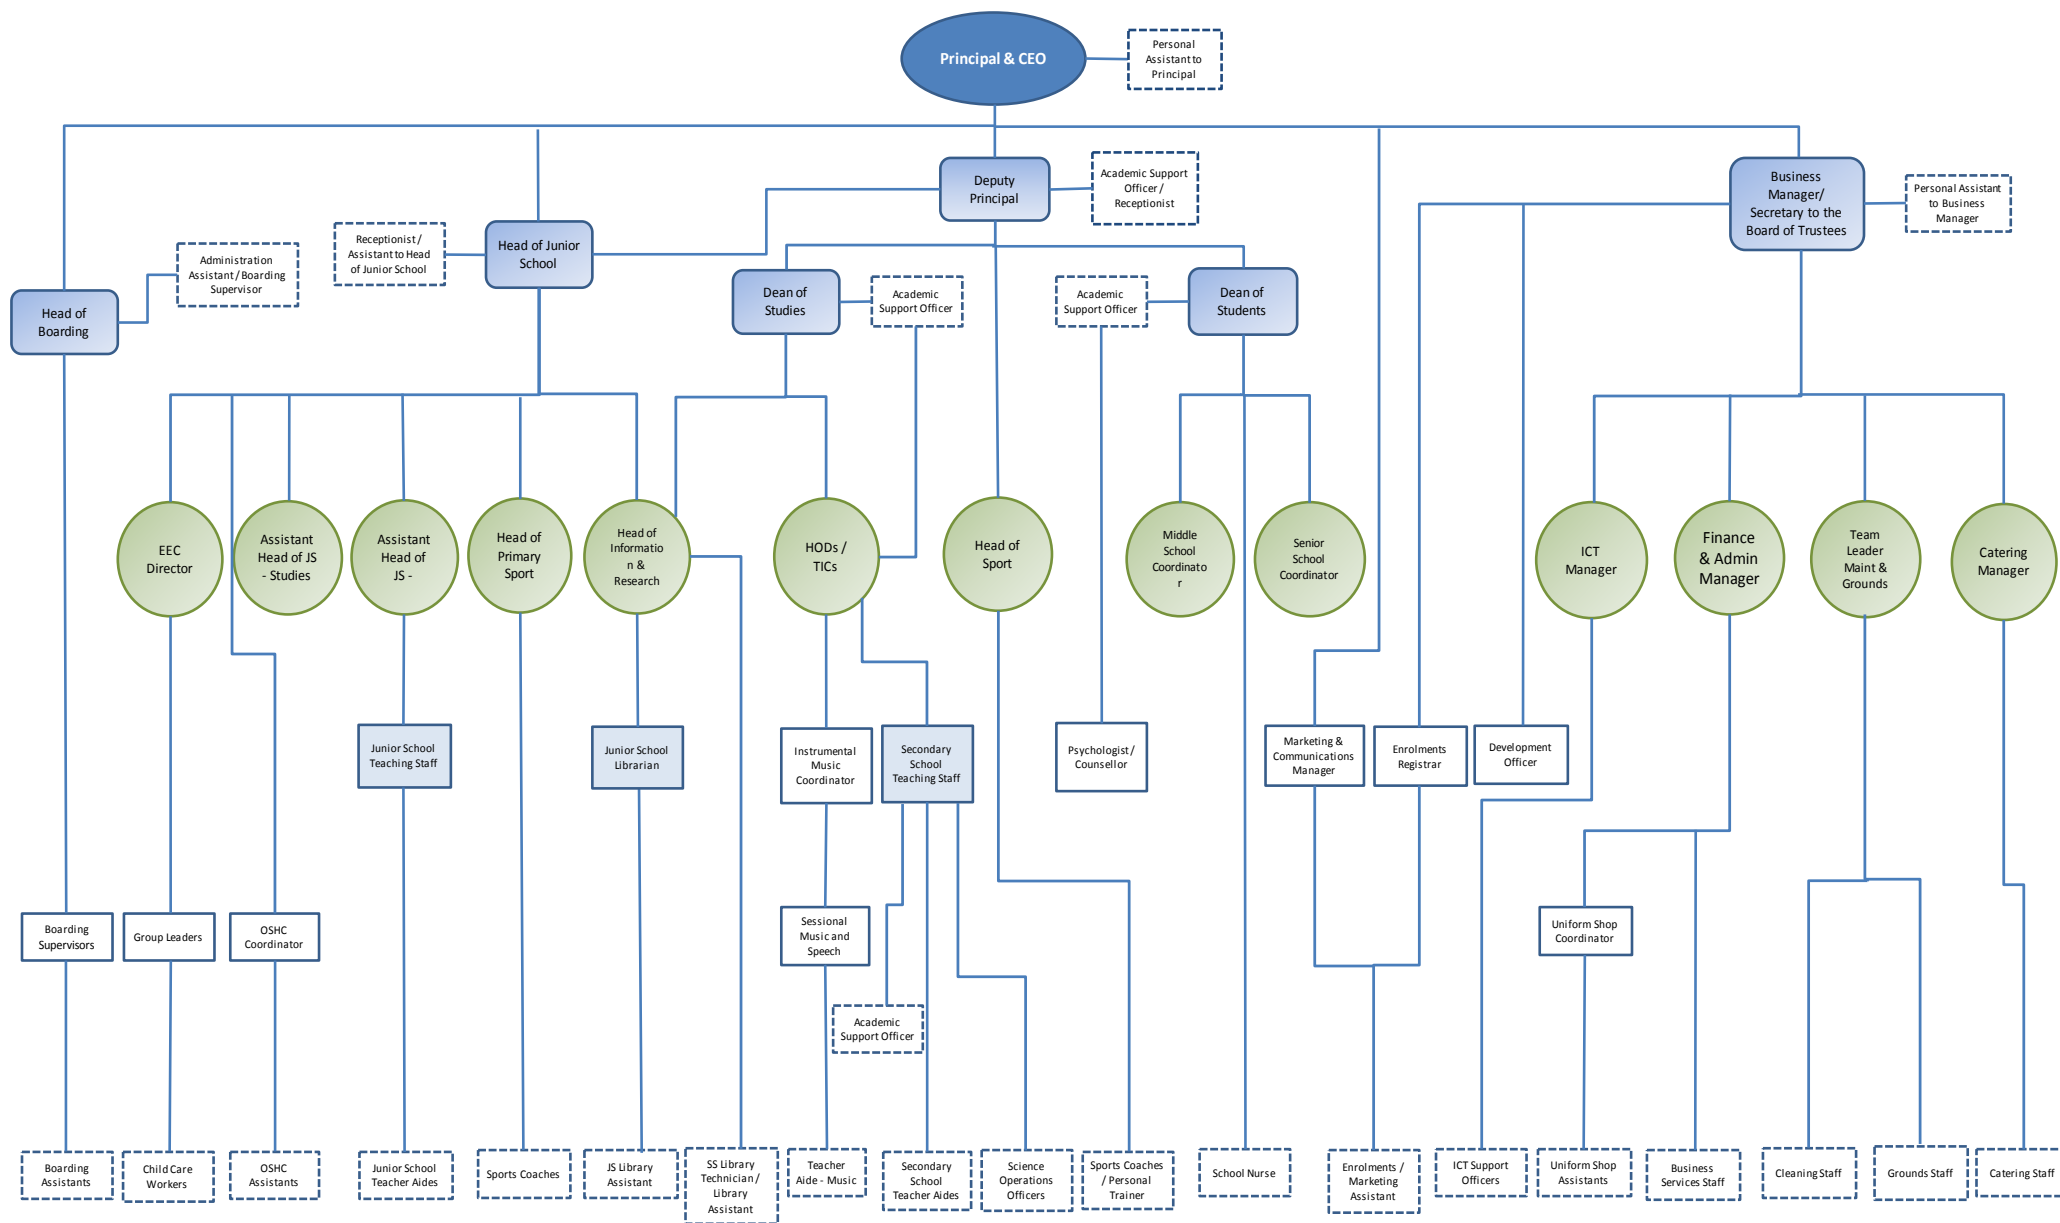 Principal & CEO
Personal
Assistant to
Principal
Deputy
Principal
Academic Support
Officer /
Receptionist
Business
Manager/
Secretary to the
Board of Trustees
Personal Assistant
to Business
Manager
Receptionist /
Assistant to Head
of Junior School
Head of Junior
School
Administration
Assistant / Boarding
Supervisor
Head of
Boarding
Dean of
Studies
Academic
Support Officer
Academic
Support Officer
Dean of
Students
EEC
Director
Assistant
Head of JS
- Studies
Assistant
Head of
JS -
Head of
Primary
Sport
Head of
Informatio
n &
Research
HODs /
TICs
Head of
Sport
Middle
School
Coordinato
r
Senior
School
Coordinator
ICT
Manager
Finance
& Admin
Manager
Team
Leader
Maint &
Grounds
Catering
Manager
Junior School
Teaching Staff
Junior School
Librarian
Instrumental
Music
Coordinator
Secondary
School
Teaching Staff
Psychologist /
Counsellor
Marketing &
Communications
Manager
Enrolments
Registrar
Development
Officer
Boarding
Supervisors
Group Leaders
OSHC
Coordinator
Sessional
Music and
Speech
Uniform Shop
Coordinator
Academic
Support Officer
Boarding
Assistants
Child Care
Workers
OSHC
Assistants
Junior School
Teacher Aides
Sports Coaches
JS Library
Assistant
SS Library
Technician /
Library
Assistant
Teacher
Aide - Music
Secondary
School
Teacher Aides
Science
Operations
Officers
Sports Coaches
/ Personal
Trainer
School Nurse
Enrolments /
Marketing
Assistant
ICT Support
Officers
Uniform Shop
Assistants
Business
Services Staff
Cleaning Staff
Grounds Staff
Catering Staff